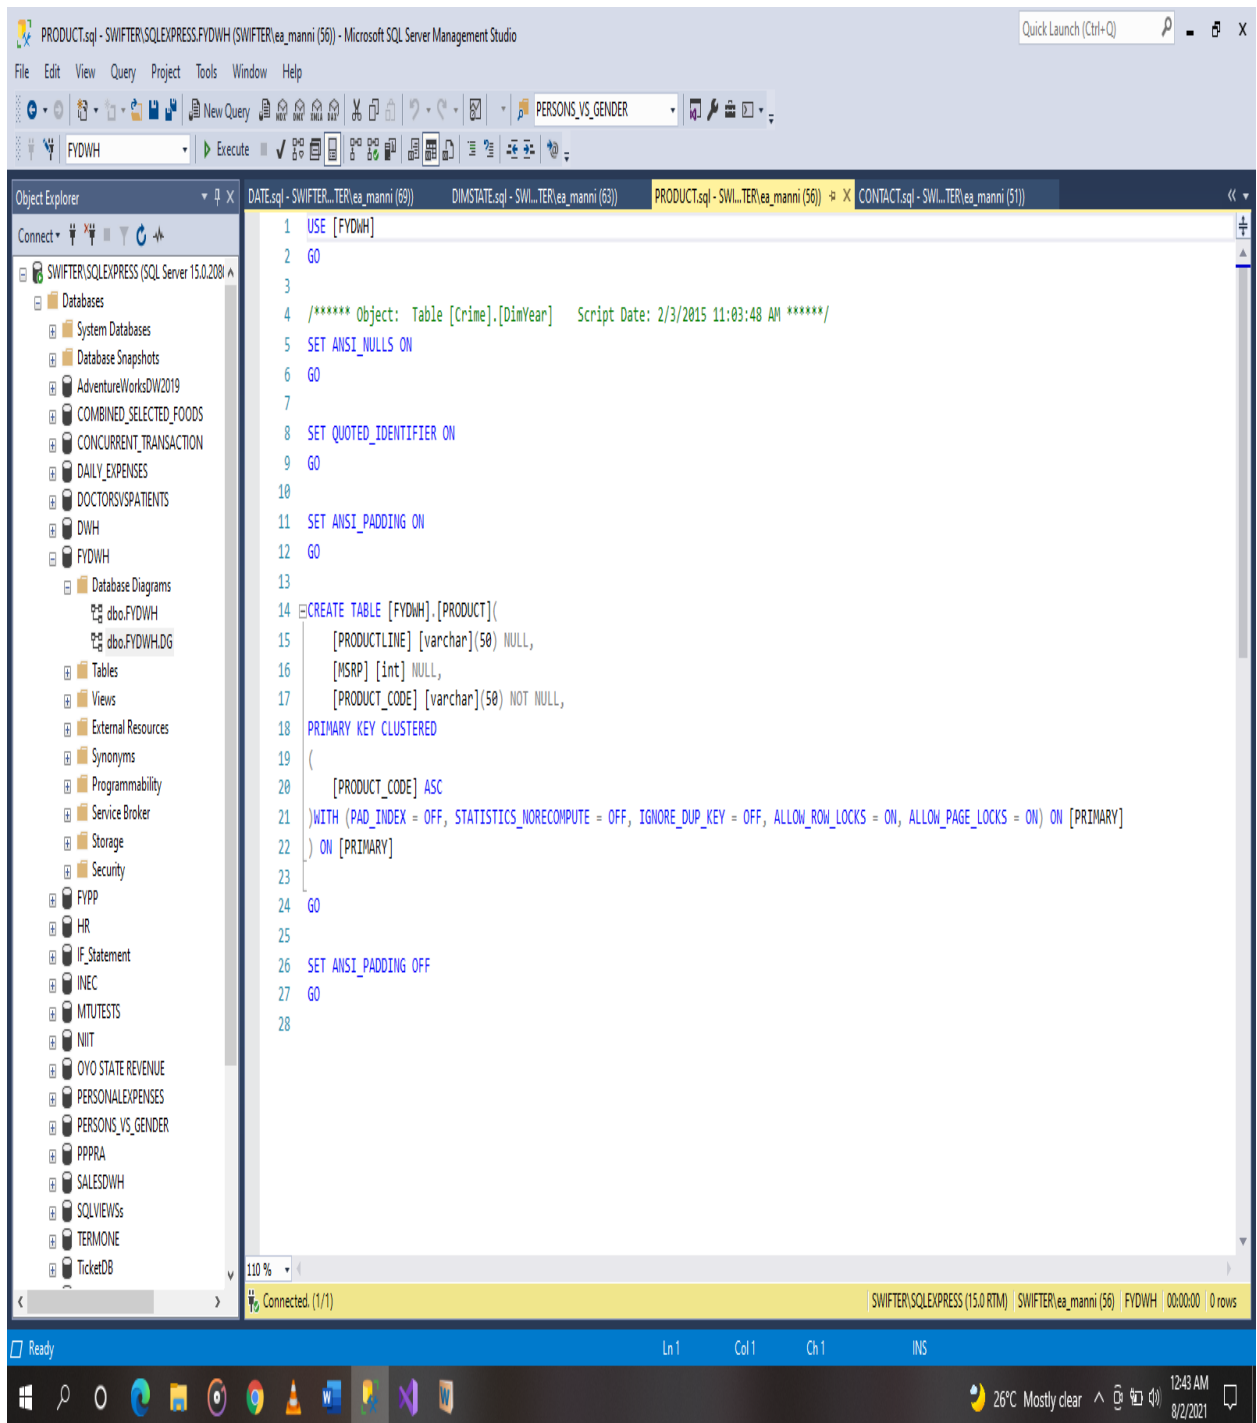 PRODUCT.sql - SWIFTER\SQLEXPRESS.FYDWH (SWIFTER\ea_manni (56)) - Microsoft SQL Server Management Studio
Quick Launch (Ctrl+Q)
File Edit View Query Project Tools Window Help
New Query PERSONS_VS_GENDER
FYDWH Execute
Object Explorer
DATE.sql - SWIFTER...TER\ea_manni (69)) DIMSTATE.sql - SWI...TER\ea_manni (63)) PRODUCT.sql - SWI...TER\ea_manni (56)) CONTACT.sql - SWI...TER\ea_manni (51))
Connect
SWIFTER\SQLEXPRESS (SQL Server 15.0.208
Databases
System Databases
Database Snapshots
AdventureWorksDW2019
COMBINED_SELECTED_FOODS
CONCURRENT_TRANSACTION
DAILY_EXPENSES
DOCTORSVSPATIENTS
DWH
FYDWH
Database Diagrams
dbo.FYDWH
dbo.FYDWH.DG
Tables
Views
External Resources
Synonyms
Programmability
Service Broker
Storage
Security
FYPP
HR
IF_Statement
INEC
MTUTESTS
NIIT
OYO STATE REVENUE
PERSONALEXPENSES
PERSONS_VS_GENDER
PPPRA
SALESDWH
SQLVIEWSs
TERMONE
TicketDB
1 USE [FYDWH]
2 GO
3
4 /****** Object: Table [Crime].[DimYear] Script Date: 2/3/2015 11:03:48 AM ******/
5 SET ANSI_NULLS ON
6 GO
7
8 SET QUOTED_IDENTIFIER ON
9 GO
10
11 SET ANSI_PADDING ON
12 GO
13
14 CREATE TABLE [FYDWH].[PRODUCT](
15 [PRODUCTLINE] [varchar](50) NULL,
16 [MSRP] [int] NULL,
17 [PRODUCT_CODE] [varchar](50) NOT NULL,
18 PRIMARY KEY CLUSTERED
19 (
20 [PRODUCT_CODE] ASC
21 )WITH (PAD_INDEX = OFF, STATISTICS_NORECOMPUTE = OFF, IGNORE_DUP_KEY = OFF, ALLOW_ROW_LOCKS = ON, ALLOW_PAGE_LOCKS = ON) ON [PRIMARY]
22 ) ON [PRIMARY]
23
24 GO
25
26 SET ANSI_PADDING OFF
27 GO
28
110 %
Connected. (1/1) SWIFTER\SQLEXPRESS (15.0 RTM) SWIFTER\ea_manni (56) FYDWH 00:00:00 0 rows
Ready Ln 1 Col 1 Ch 1 INS
26°C Mostly clear 12:43 AM
8/2/2021